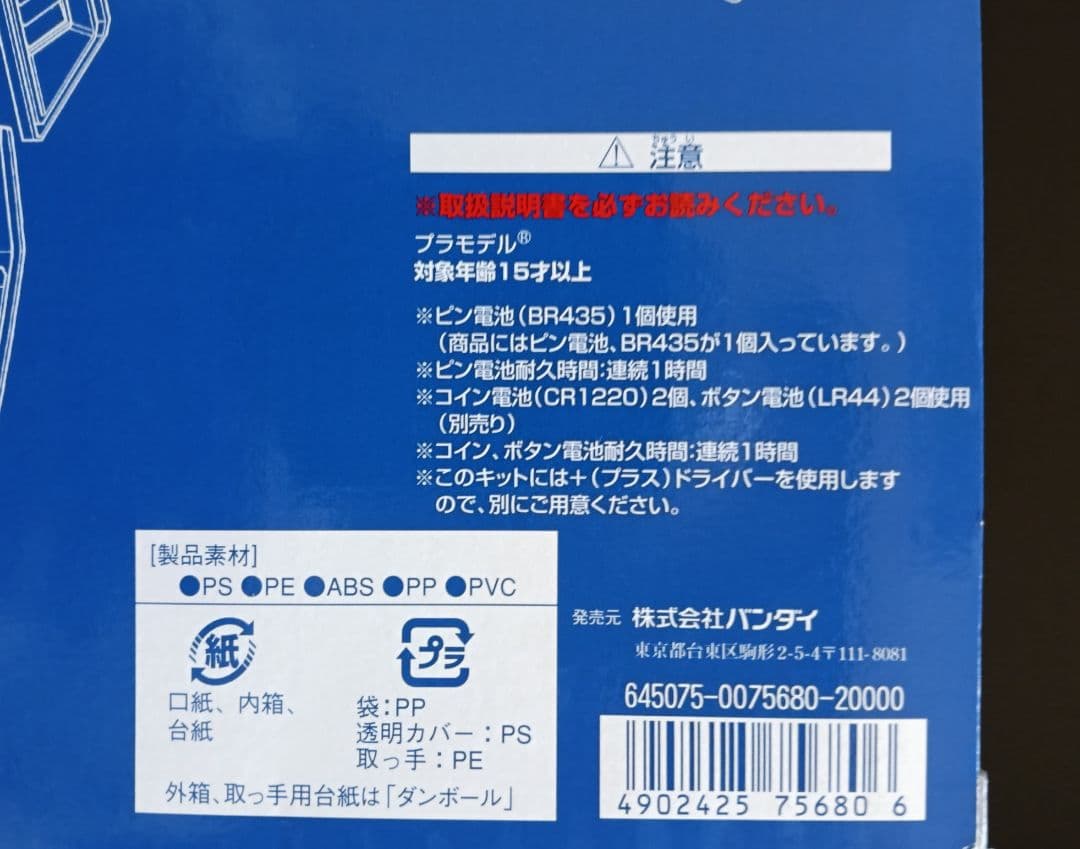 注意
※取扱説明書を必ずお読みください。
プラモデル®
対象年齢15才以上
※ピン電池(BR435)1個使用
(商品にはピン電池、BR435が1個入っています。)
※ピン電池耐久時間:連続1時間
※コイン電池(CR1220)2個、ボタン電池(LR44)2個使用
(別売り)
※コイン、ボタン電池耐久時間:連続1時間
※このキットには+(プラス)ドライバーを使用します
ので、別にご用意ください。
[製品素材]
●PS ●PE ●ABS ●PP ●PVC
紙
口紙、内箱、
台紙
プラ
袋:PP
透明カバー:PS
取っ手:PE
外箱、取っ手用台紙は「ダンボール」
発売元 株式会社バンダイ
東京都台東区駒形2-5-4〒111-8081
645075-0075680-20000
4902425 75680 6